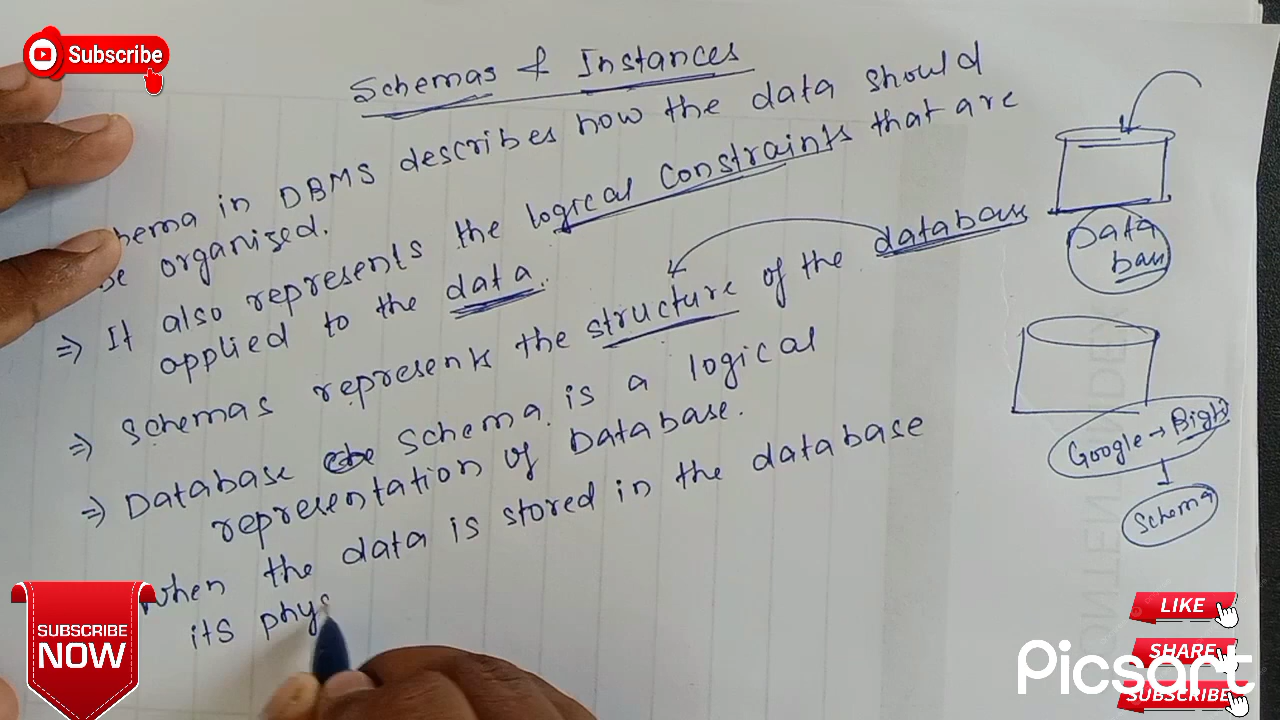 Subscribe
Schemas & Instances
hema in DBMS describes how the data should
be organised.
⇒ It also represents the logical constraints that are
applied to the data.
⇒ Schemas represents the structure of the database
⇒ Database Schema is a logical
representation of Database.
When the data is stored in the database
its phys
Data
base
Google →
Schema
SUBSCRIBE
NOW
LIKE
SHARE
SUBSCRIBE
Picsart